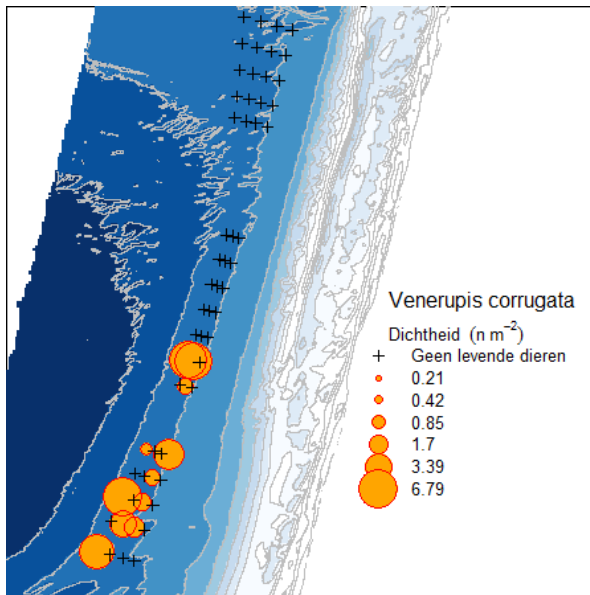 Venerupis corrugata
Dichtheid (n m⁻²)
Geen levende dieren
0.21
0.42
0.85
1.7
3.39
6.79